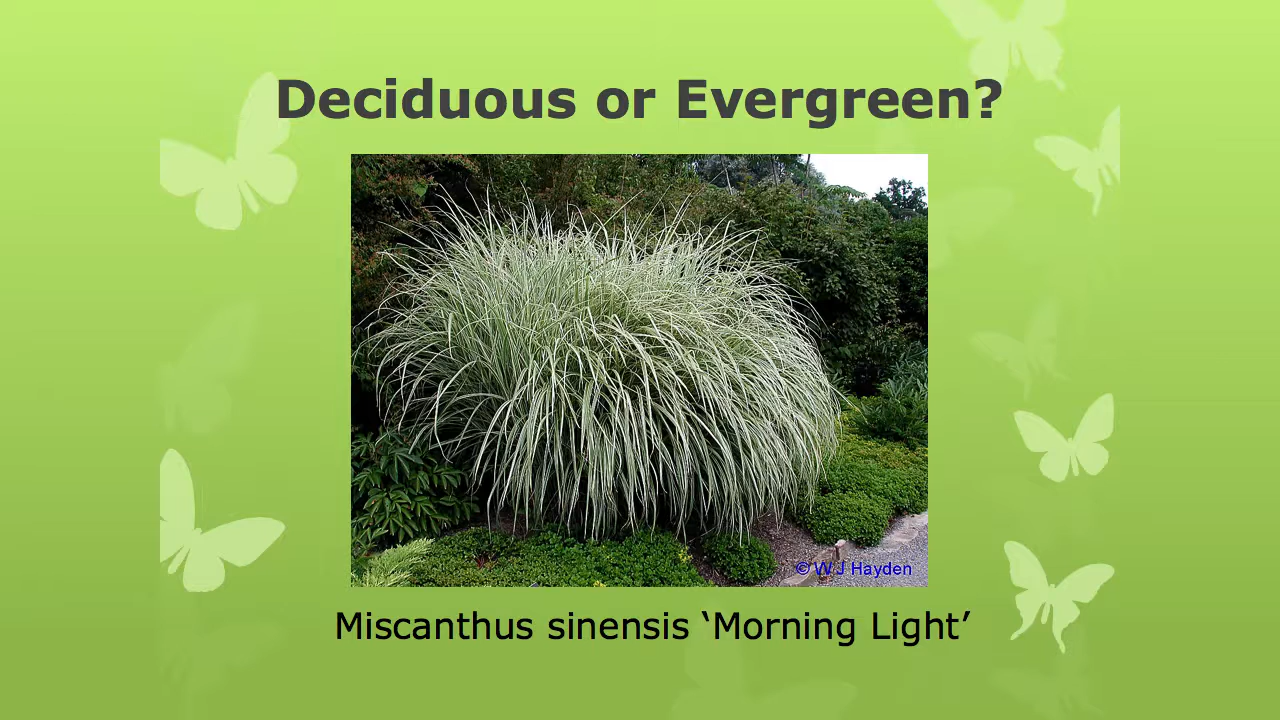 Deciduous or Evergreen?
© W J Hayden
Miscanthus sinensis ‘Morning Light’